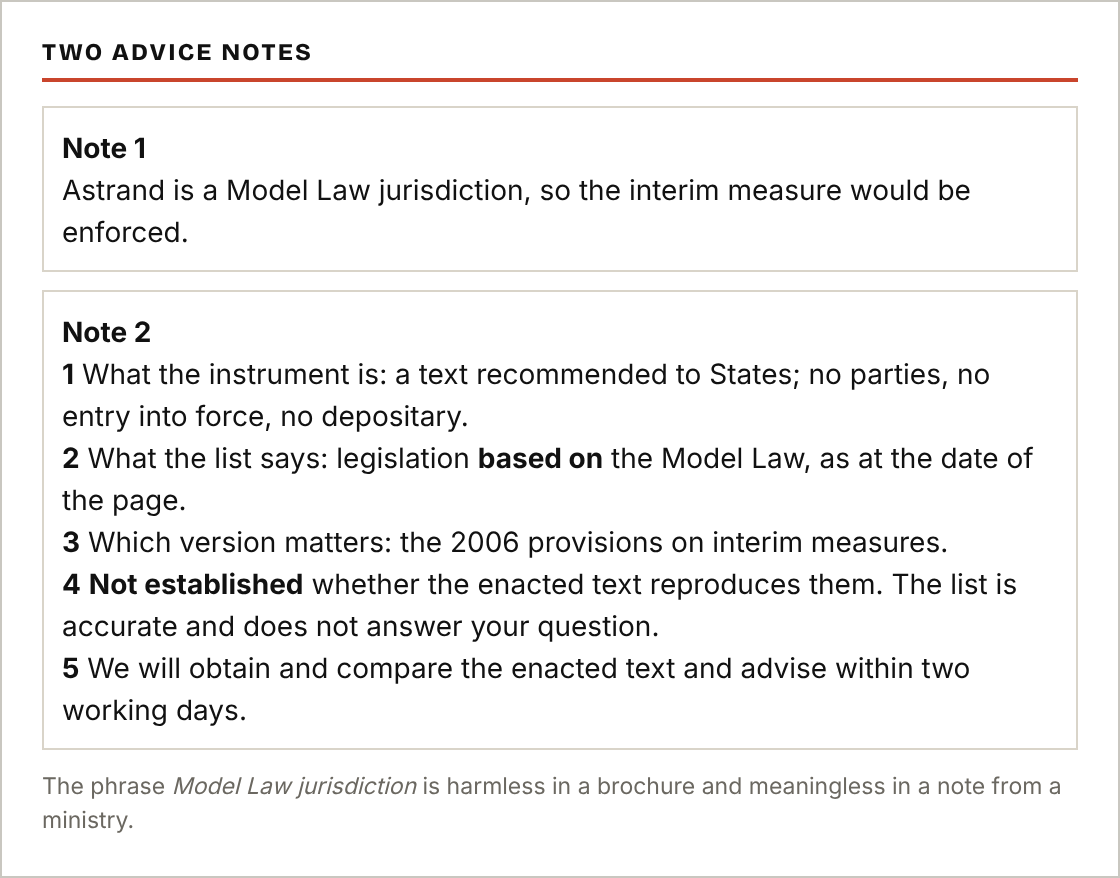 TWO ADVICE NOTES
Note 1
Astrand is a Model Law jurisdiction, so the interim measure would be
enforced.
Note 2
1 What the instrument is: a text recommended to States; no parties, no
entry into force, no depositary.
2 What the list says: legislation based on the Model Law, as at the date of
the page.
3 Which version matters: the 2006 provisions on interim measures.
4 Not established whether the enacted text reproduces them. The list is
accurate and does not answer your question.
5 We will obtain and compare the enacted text and advise within two
working days.
The phrase Model Law jurisdiction is harmless in a brochure and meaningless in a note from a
ministry.